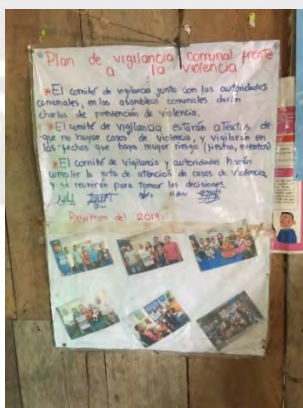 Plan de vigilancia comunal frente
a la violencia
* El comité de vigilancia junto con las autoridades
comunales, en las asambleas comunales darán
charlas de prevención de violencia.
* El comité de vigilancia estarán atentos de
que no hayan casos de violencia, y vigilarán en
las fechas que haya mayor riesgo (fiestas, eventos)
* El comité de vigilancia y autoridades harán
cumplir la ruta de atención de casos de violencia,
y se reunirán para tomar las decisiones.
Resumen del 2019: